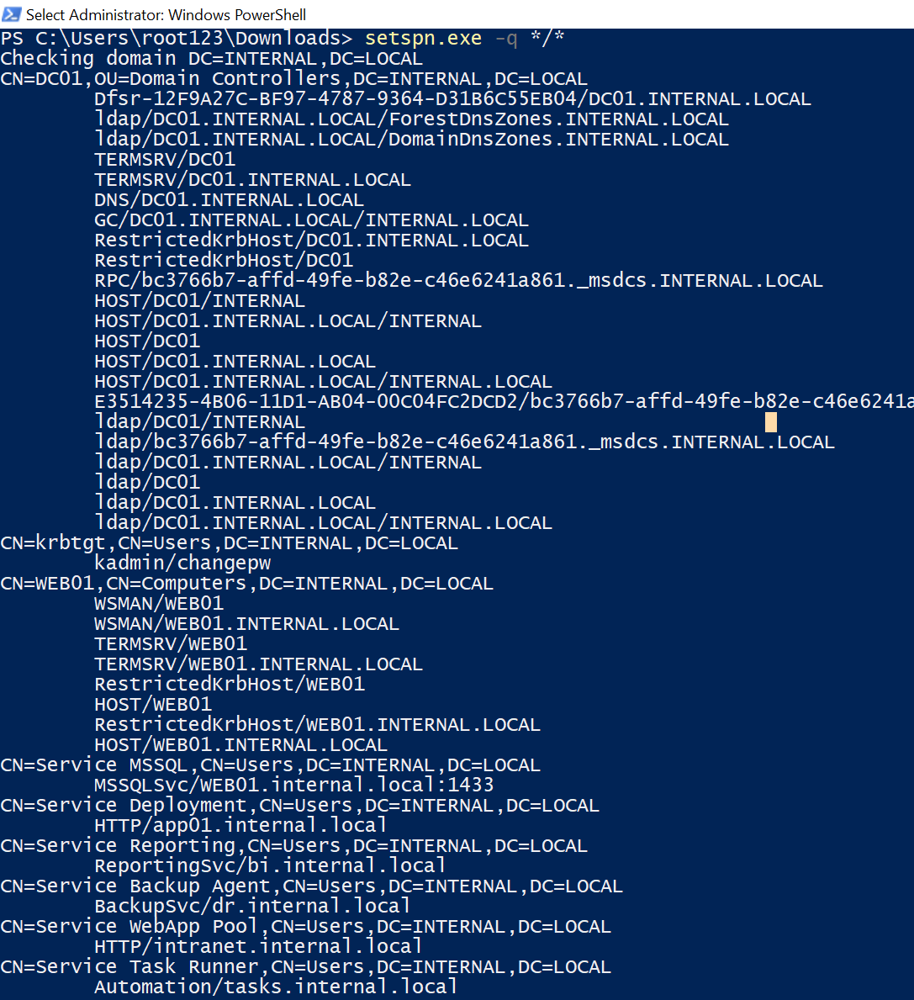 Select Administrator: Windows PowerShell
PS C:\Users\root123\Downloads> setspn.exe -q */*
Checking domain DC=INTERNAL,DC=LOCAL
CN=DC01,OU=Domain Controllers,DC=INTERNAL,DC=LOCAL
Dfsr-12F9A27C-BF97-4787-9364-D31B6C55EB04/DC01.INTERNAL.LOCAL
ldap/DC01.INTERNAL.LOCAL/ForestDnsZones.INTERNAL.LOCAL
ldap/DC01.INTERNAL.LOCAL/DomainDnsZones.INTERNAL.LOCAL
TERMSRV/DC01
TERMSRV/DC01.INTERNAL.LOCAL
DNS/DC01.INTERNAL.LOCAL
GC/DC01.INTERNAL.LOCAL/INTERNAL.LOCAL
RestrictedKrbHost/DC01.INTERNAL.LOCAL
RestrictedKrbHost/DC01
RPC/bc3766b7-affd-49fe-b82e-c46e6241a861._msdcs.INTERNAL.LOCAL
HOST/DC01/INTERNAL
HOST/DC01.INTERNAL.LOCAL/INTERNAL
HOST/DC01
HOST/DC01.INTERNAL.LOCAL
HOST/DC01.INTERNAL.LOCAL/INTERNAL.LOCAL
E3514235-4B06-11D1-AB04-00C04FC2DCD2/bc3766b7-affd-49fe-b82e-c46e6241a
ldap/DC01/INTERNAL
ldap/bc3766b7-affd-49fe-b82e-c46e6241a861._msdcs.INTERNAL.LOCAL
ldap/DC01.INTERNAL.LOCAL/INTERNAL
ldap/DC01
ldap/DC01.INTERNAL.LOCAL
ldap/DC01.INTERNAL.LOCAL/INTERNAL.LOCAL
CN=krbtgt,CN=Users,DC=INTERNAL,DC=LOCAL
kadmin/changepw
CN=WEB01,CN=Computers,DC=INTERNAL,DC=LOCAL
WSMAN/WEB01
WSMAN/WEB01.INTERNAL.LOCAL
TERMSRV/WEB01
TERMSRV/WEB01.INTERNAL.LOCAL
RestrictedKrbHost/WEB01
HOST/WEB01
RestrictedKrbHost/WEB01.INTERNAL.LOCAL
HOST/WEB01.INTERNAL.LOCAL
CN=Service MSSQL,CN=Users,DC=INTERNAL,DC=LOCAL
MSSQLSvc/WEB01.internal.local:1433
CN=Service Deployment,CN=Users,DC=INTERNAL,DC=LOCAL
HTTP/app01.internal.local
CN=Service Reporting,CN=Users,DC=INTERNAL,DC=LOCAL
ReportingSvc/bi.internal.local
CN=Service Backup Agent,CN=Users,DC=INTERNAL,DC=LOCAL
BackupSvc/dr.internal.local
CN=Service WebApp Pool,CN=Users,DC=INTERNAL,DC=LOCAL
HTTP/intranet.internal.local
CN=Service Task Runner,CN=Users,DC=INTERNAL,DC=LOCAL
Automation/tasks.internal.local